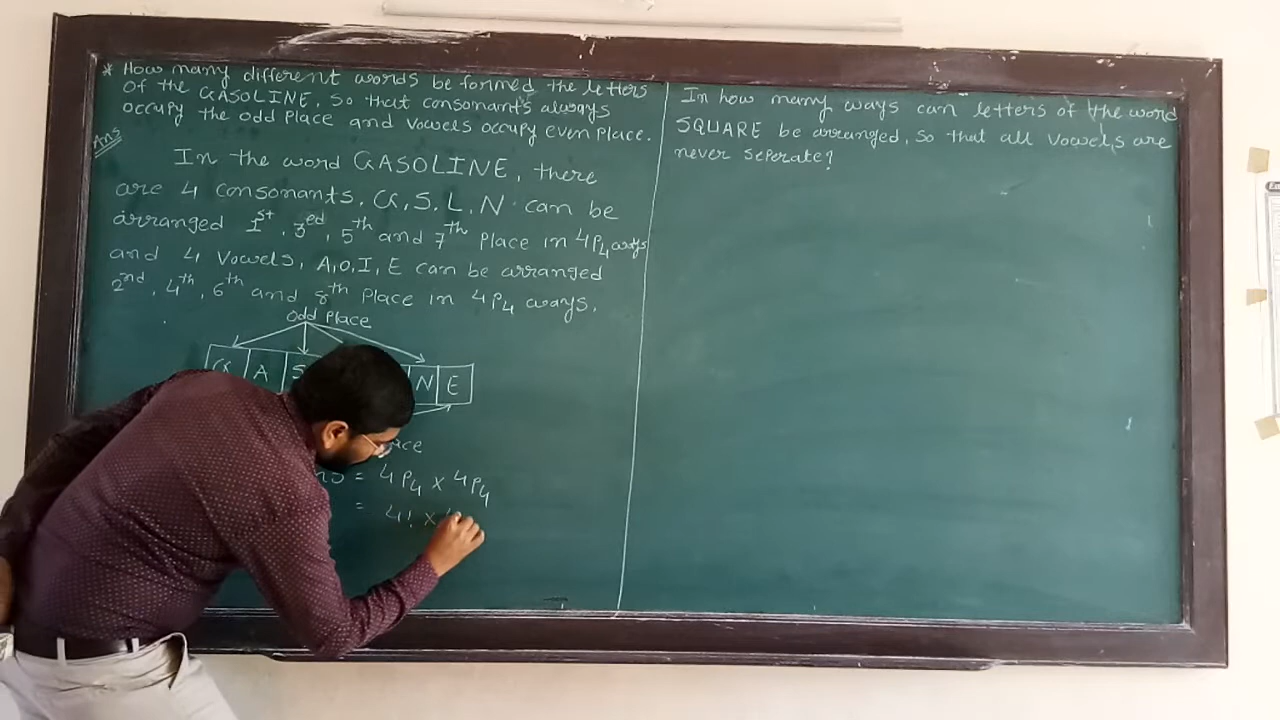 * How many different words be formed the letters
of the GASOLINE, so that consonant's always
occupy the odd Place and Vowels occupy even Place.
Ans
In the word GASOLINE, there
are 4 consonants, G, S, L, N can be
arranged 1st, 3ed, 5th and 7th Place in 4P4 ways
and 4 Vowels, A, O, I, E can be arranged
2nd, 4th, 6th and 8th Place in 4P4 ways,
Odd Place
G A S N E
= 4P4 x 4P4
= 4! x
In how many ways can letters of the word
SQUARE be arranged, so that all vowels are
never seperate?